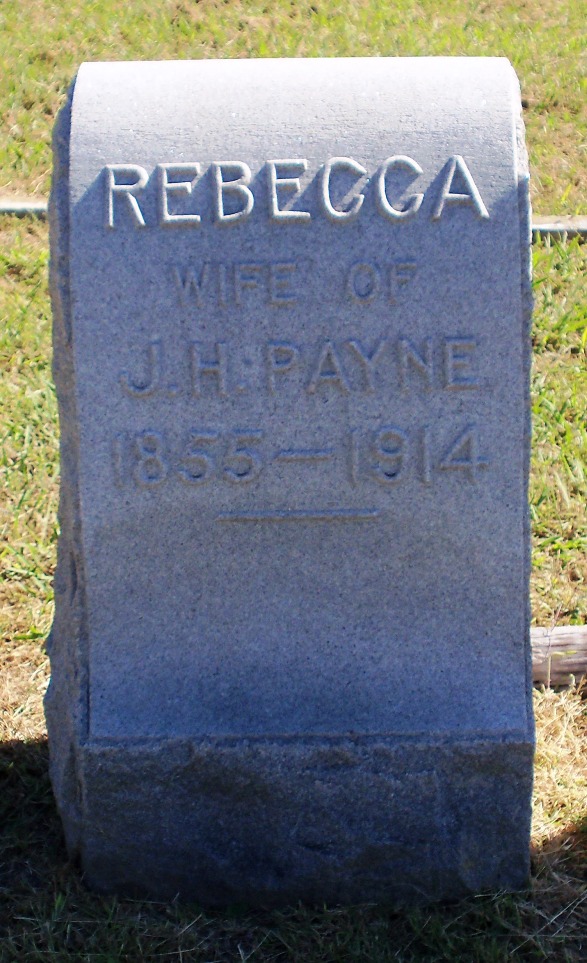 REBECCA
WIFE OF
J.H. PAYNE
1855—1914